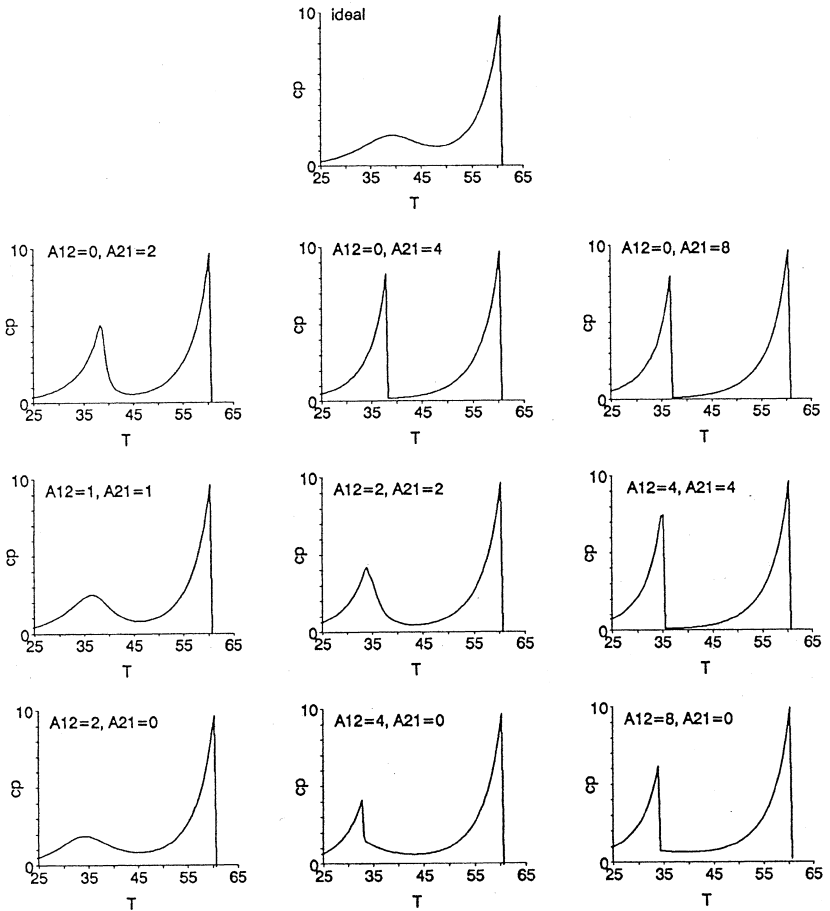 10
ideal
cp
0
25 35 45 55 65
T
10
A12=0, A21=2
cp
0
25 35 45 55 65
T
10
A12=0, A21=4
cp
0
25 35 45 55 65
T
10
A12=0, A21=8
cp
0
25 35 45 55 65
T
10
A12=1, A21=1
cp
0
25 35 45 55 65
T
10
A12=2, A21=2
cp
0
25 35 45 55 65
T
10
A12=4, A21=4
cp
0
25 35 45 55 65
T
10
A12=2, A21=0
cp
0
25 35 45 55 65
T
10
A12=4, A21=0
cp
0
25 35 45 55 65
T
10
A12=8, A21=0
cp
0
25 35 45 55 65
T